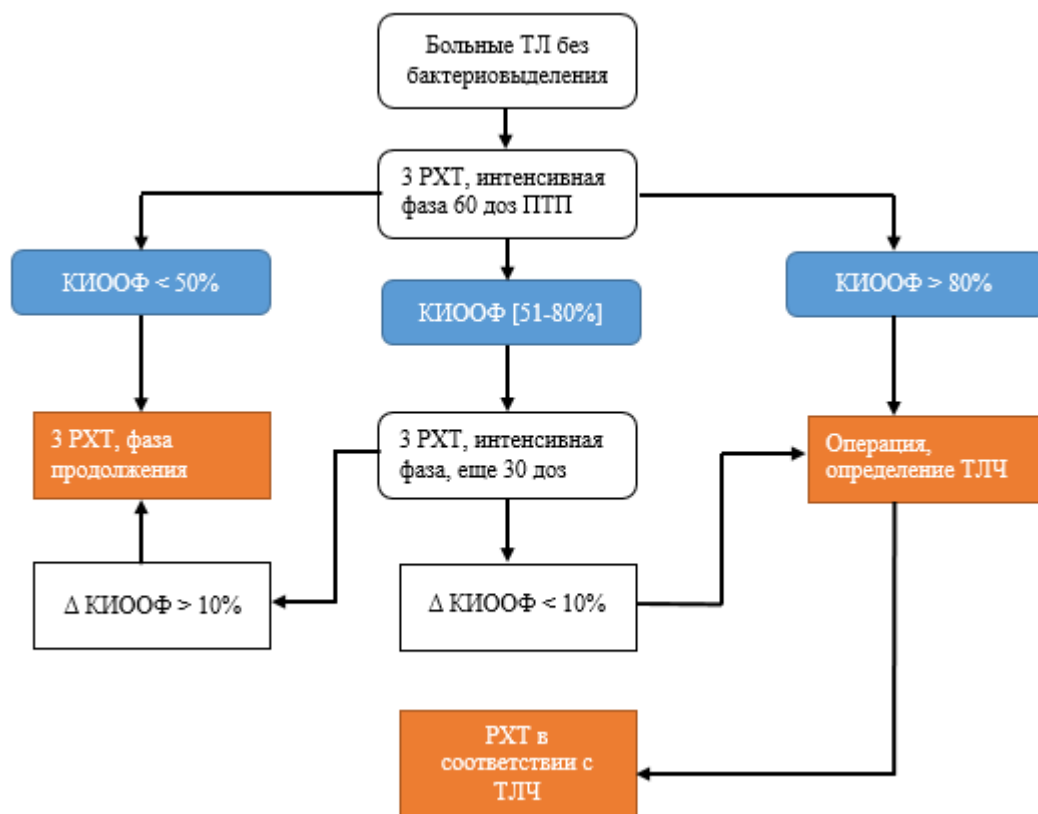 Больные ТЛ без
бактериовыделения
3 РХТ, интенсивная
фаза 60 доз ПТП
КИООФ < 50%
КИООФ [51-80%]
КИООФ > 80%
3 РХТ, фаза
продолжения
3 РХТ, интенсивная
фаза, еще 30 доз
Операция,
определение ТЛЧ
Δ КИООФ > 10%
Δ КИООФ < 10%
РХТ в
соответствии с
ТЛЧ